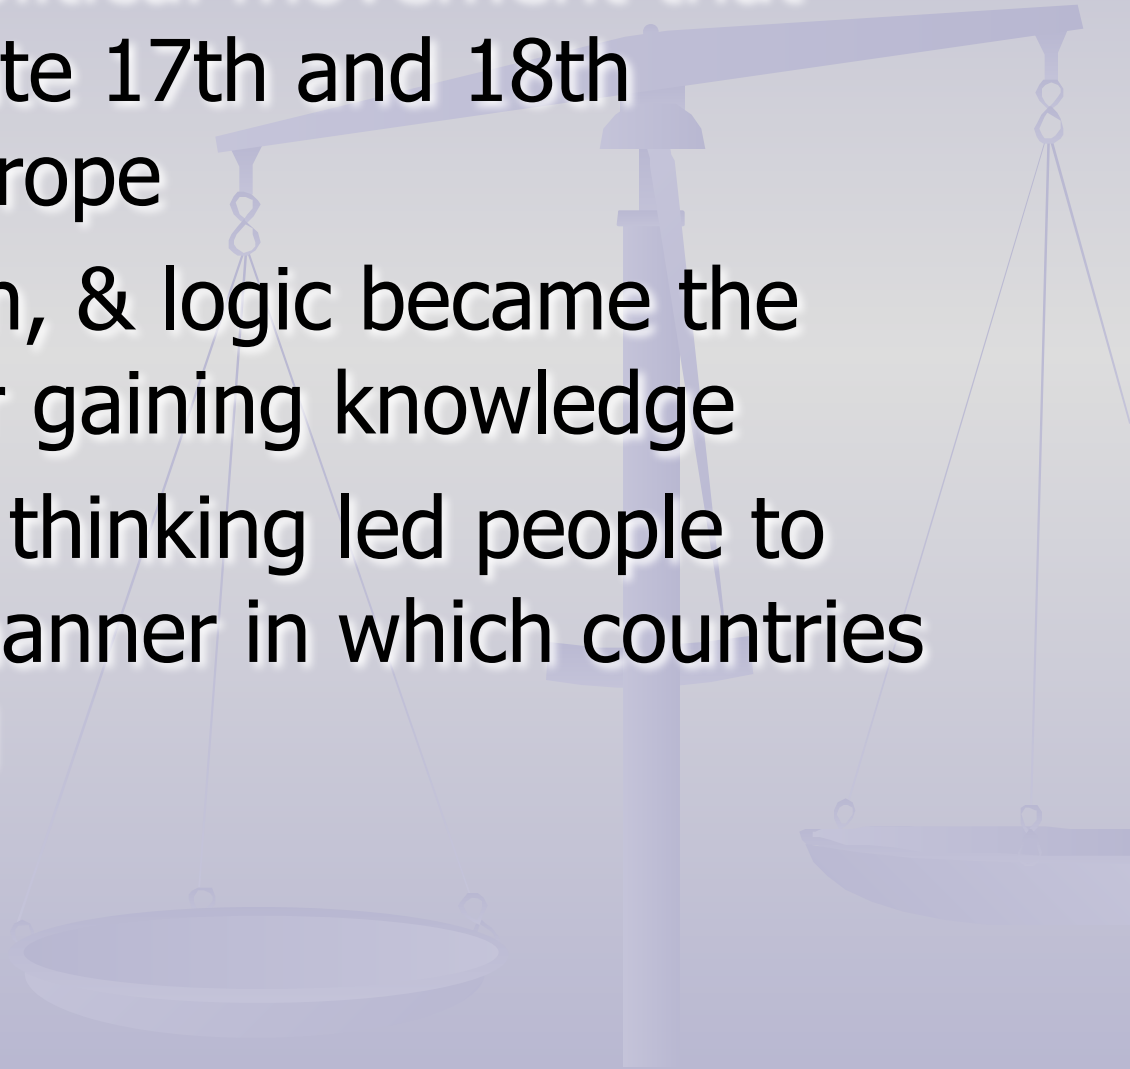 te 17th and 18th
rope
n, & logic became the
r gaining knowledge
thinking led people to
anner in which countries